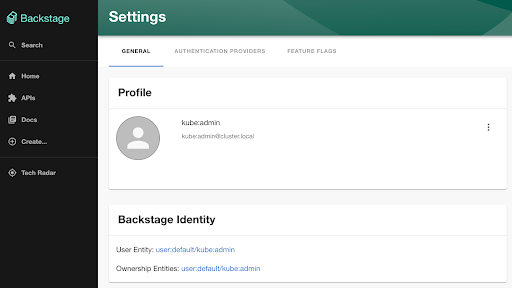 Backstage
Search
Home
APIs
Docs
Create...
Tech Radar
Settings
GENERAL
AUTHENTICATION PROVIDERS
FEATURE FLAGS
Profile
kube:admin
kube:admin@cluster.local
Backstage Identity
User Entity: user:default/kube:admin
Ownership Entities: user:default/kube:admin